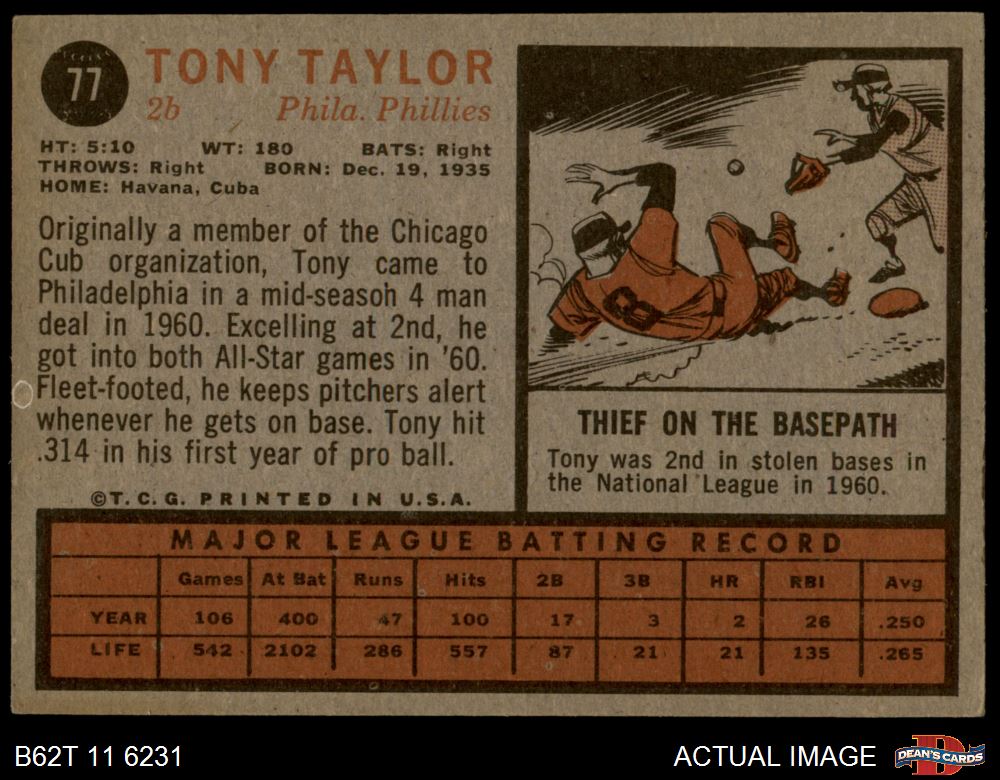 77
TONY TAYLOR
2b Phila. Phillies
HT: 5:10 WT: 180 BATS: Right
THROWS: Right BORN: Dec. 19, 1935
HOME: Havana, Cuba
Originally a member of the Chicago
Cub organization, Tony came to
Philadelphia in a mid-seasoh 4 man
deal in 1960. Excelling at 2nd, he
got into both All-Star games in '60.
Fleet-footed, he keeps pitchers alert
whenever he gets on base. Tony hit
.314 in his first year of pro ball.
©T.C.G. PRINTED IN U.S.A.
8
THIEF ON THE BASEPATH
Tony was 2nd in stolen bases in
the National League in 1960.
MAJOR LEAGUE BATTING RECORD
Games At Bat Runs Hits 2B 3B HR RBI Avg
YEAR 106 400 47 100 17 3 2 26 .250
LIFE 542 2102 286 557 87 21 21 135 .265
B62T 11 6231
ACTUAL IMAGE
D
DEAN'S CARDS